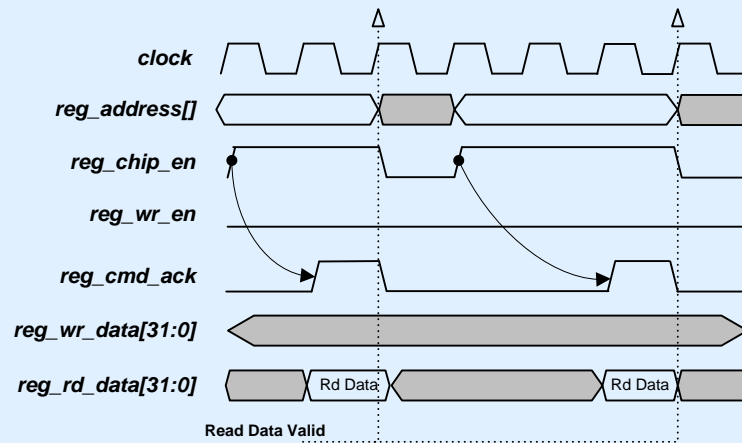 clock
reg_address[]
reg_chip_en
reg_wr_en
reg_cmd_ack
reg_wr_data[31:0]
reg_rd_data[31:0] Rd Data Rd Data
Read Data Valid